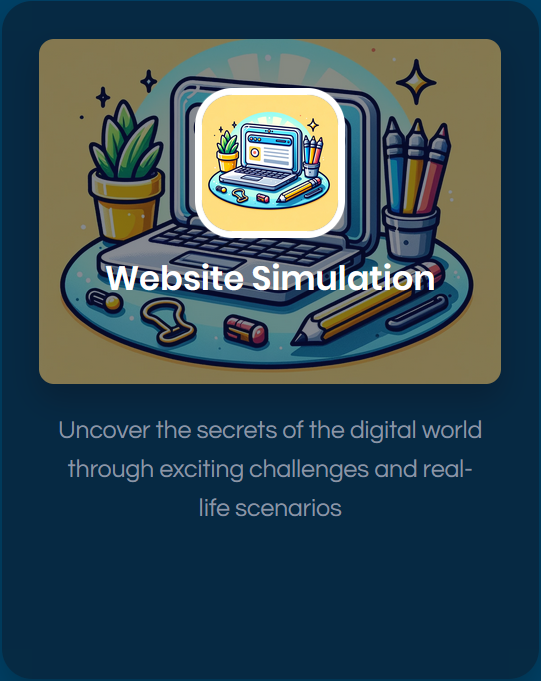 Website Simulation
Uncover the secrets of the digital world
through exciting challenges and real-
life scenarios